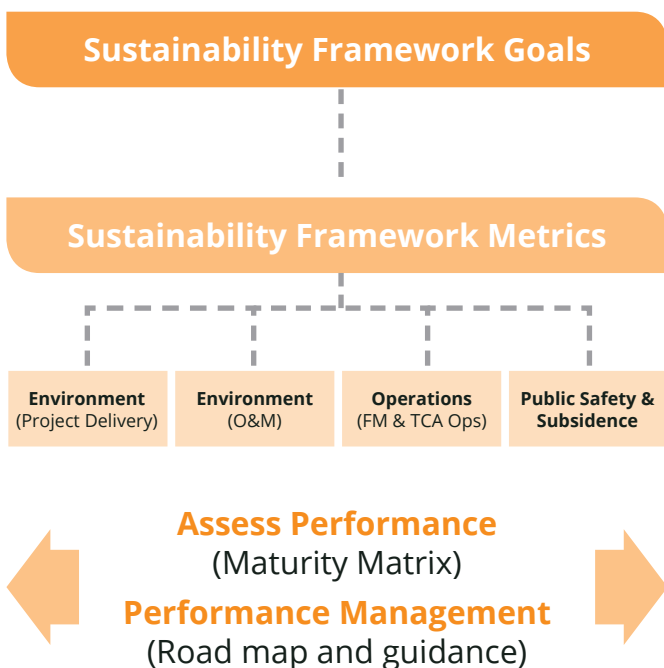 Sustainability Framework Goals
Sustainability Framework Metrics
Environment
(Project Delivery)
Environment
(O&M)
Operations
(FM & TCA Ops)
Public Safety &
Subsidence
Assess Performance
(Maturity Matrix)
Performance Management
(Road map and guidance)